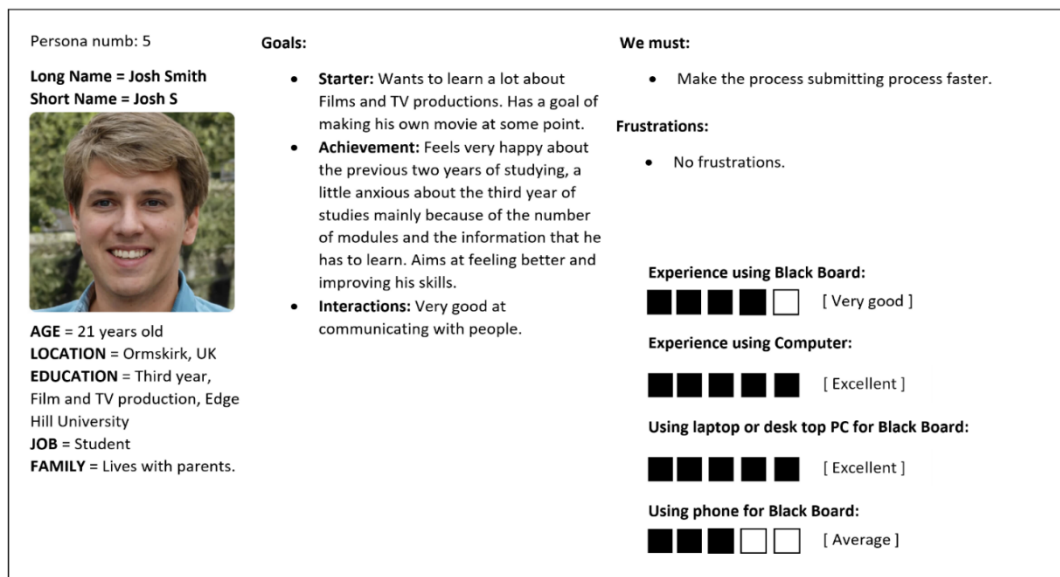 Persona numb: 5
Long Name = Josh Smith
Short Name = Josh S
AGE = 21 years old
LOCATION = Ormskirk, UK
EDUCATION = Third year,
Film and TV production, Edge
Hill University
JOB = Student
FAMILY = Lives with parents.
Goals:
• Starter: Wants to learn a lot about
Films and TV productions. Has a goal of
making his own movie at some point.
• Achievement: Feels very happy about
the previous two years of studying, a
little anxious about the third year of
studies mainly because of the number
of modules and the information that he
has to learn. Aims at feeling better and
improving his skills.
• Interactions: Very good at
communicating with people.
We must:
• Make the process submitting process faster.
Frustrations:
• No frustrations.
Experience using Black Board:
[ Very good ]
Experience using Computer:
[ Excellent ]
Using laptop or desk top PC for Black Board:
[ Excellent ]
Using phone for Black Board:
[ Average ]